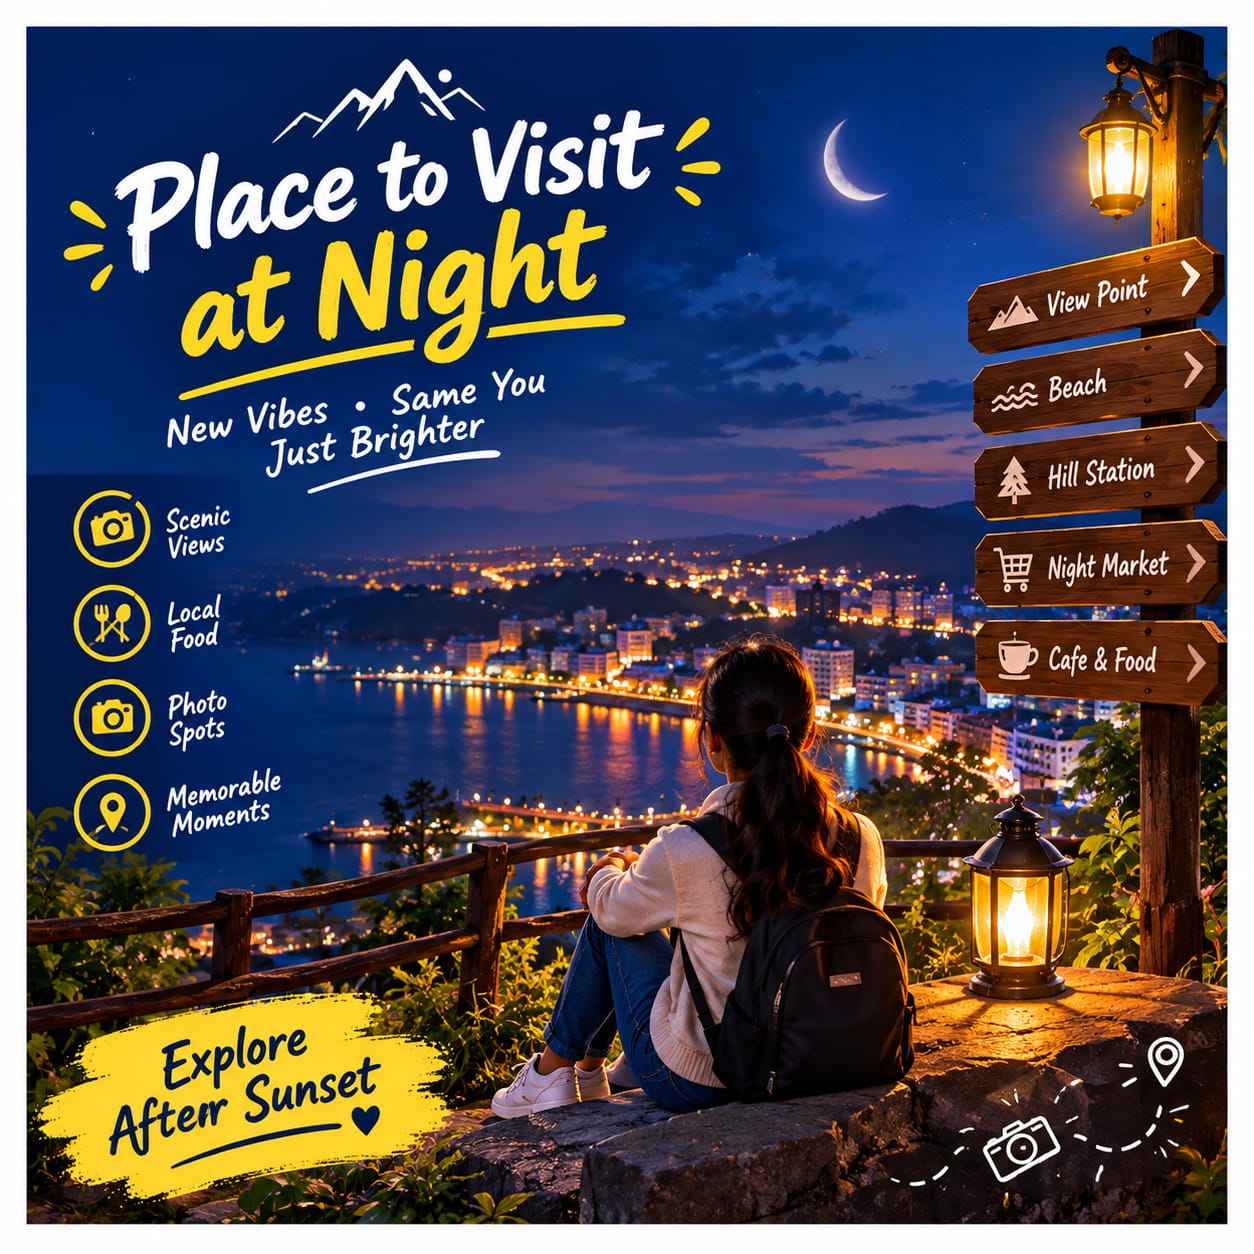 Place to Visit
at Night
New Vibes • Same You
Just Brighter
Scenic
Views
Local
Food
Photo
Spots
Memorable
Moments
View Point
Beach
Hill Station
Night Market
Cafe & Food
Explore
After Sunset